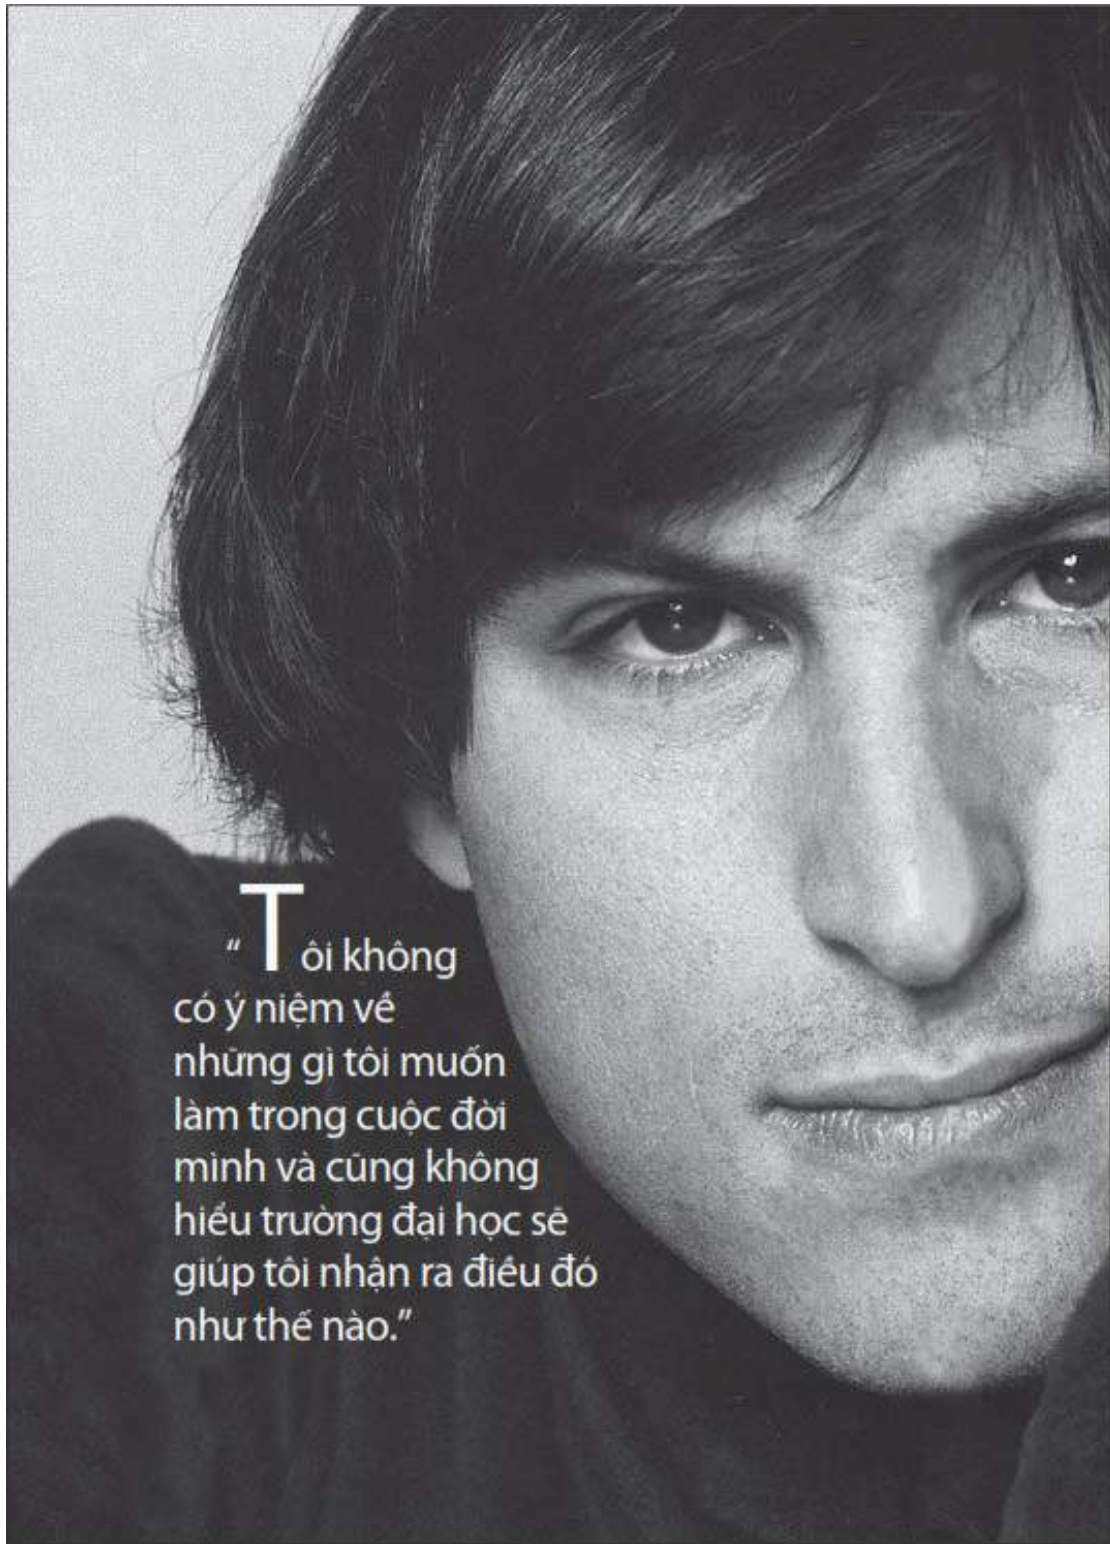 “Tôi không
có ý niệm về
những gì tôi muốn
làm trong cuộc đời
mình và cũng không
hiểu trường đại học sẽ
giúp tôi nhận ra điều đó
như thế nào.”